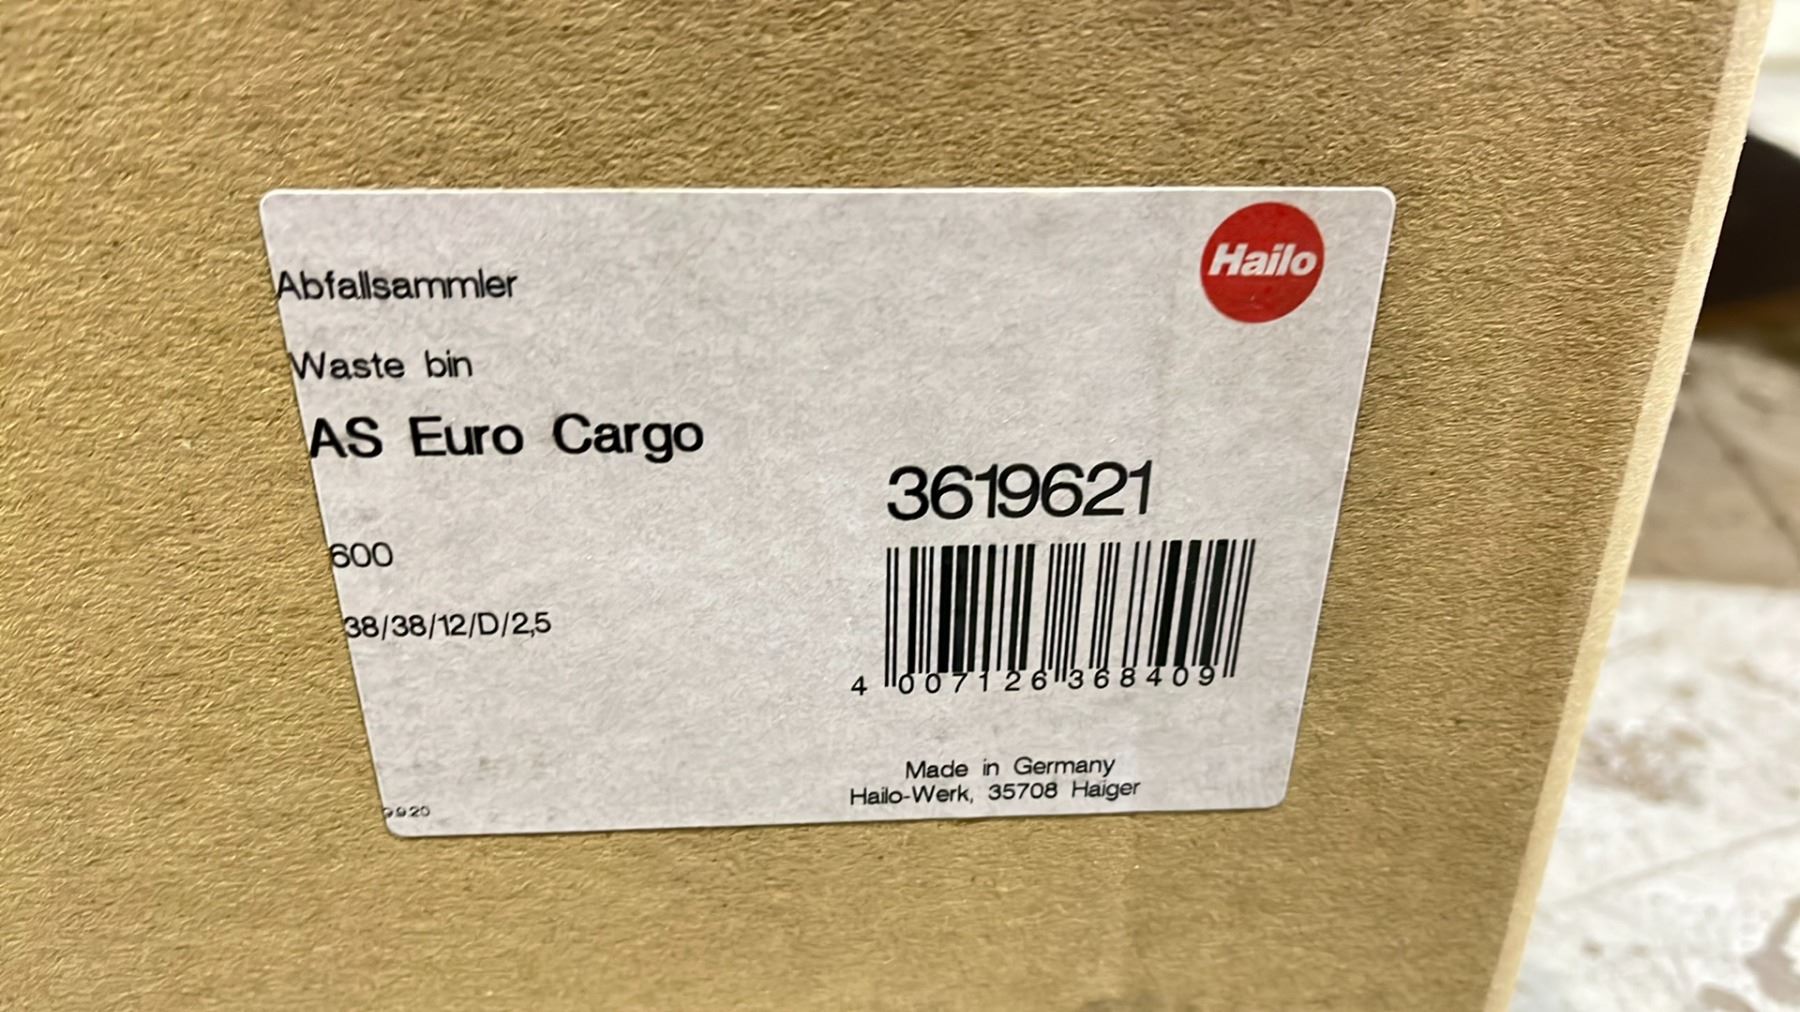 Hailo
Abfallsammler
Waste bin
AS Euro Cargo
3619621
600
38/38/12/D/2,5
4 007126 368409
Made in Germany
Hailo-Werk, 35708 Haiger